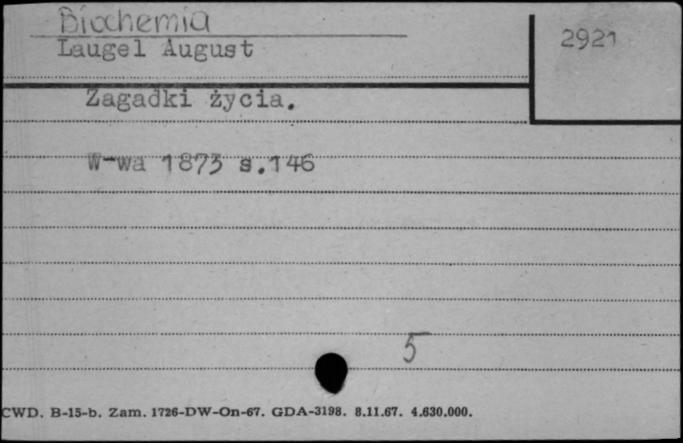 Biochemia
Laugel August
2921
Zagadki życia.
W-wa 1873 s.146
5
CWD. B-15-b. Zam. 1726-DW-On-67. GDA-3198. 8.11.67. 4.630.000.